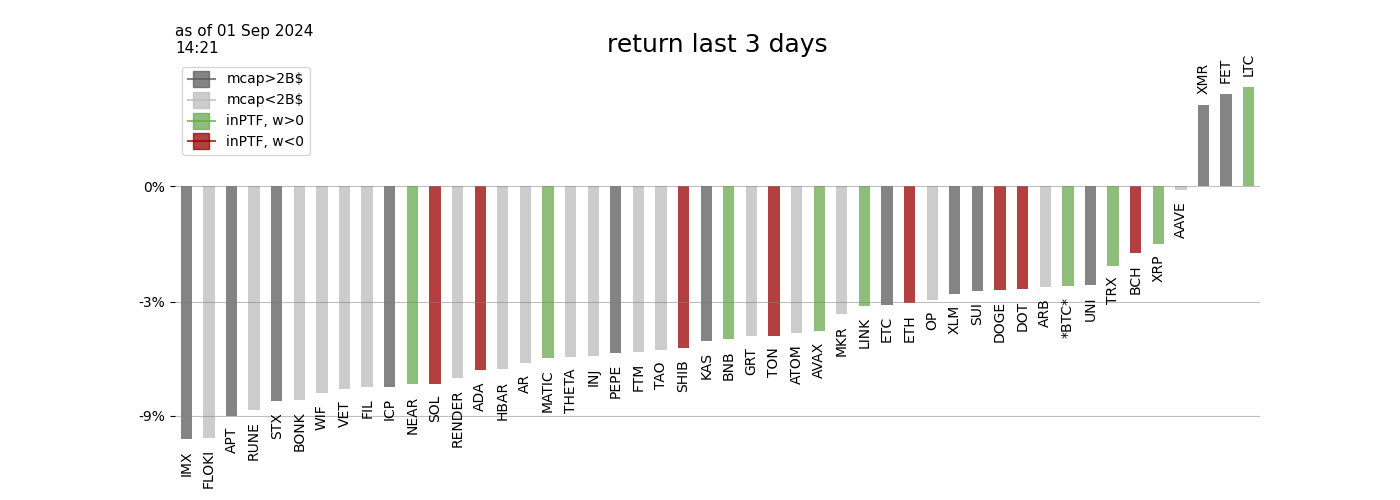 as of 01 Sep 2024
14:21
return last 3 days
mcap>2B$
mcap<2B$
inPTF, w>0
inPTF, w<0
0%
-3%
-9%
IMX
FLOKI
APT
RUNE
STX
BONK
WIF
VET
FIL
ICP
NEAR
SOL
RENDER
ADA
HBAR
AR
MATIC
THETA
INJ
PEPE
FTM
TAO
SHIB
KAS
BNB
GRT
TON
ATOM
AVAX
MKR
LINK
ETC
ETH
OP
XLM
SUI
DOGE
DOT
ARB
*BTC*
UNI
TRX
BCH
XRP
AAVE
XMR
FET
LTC